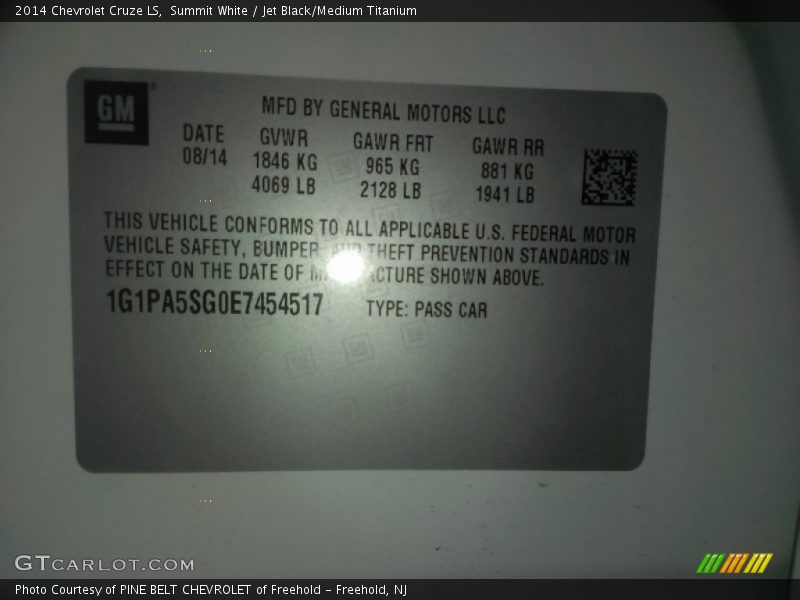 2014 Chevrolet Cruze LS,  Summit White / Jet Black/Medium Titanium
GM
MFD BY GENERAL MOTORS LLC
DATE GVWR GAWR FRT GAWR RR
08/14 1846 KG 965 KG 881 KG
4069 LB 2128 LB 1941 LB
THIS VEHICLE CONFORMS TO ALL APPLICABLE U.S. FEDERAL MOTOR
VEHICLE SAFETY, BUMPER, AND THEFT PREVENTION STANDARDS IN
EFFECT ON THE DATE OF SHOWN ABOVE.
1G1PA5SG0E7454517 TYPE: PASS CAR
GTCARLOT.COM
Photo Courtesy of PINE BELT CHEVROLET of Freehold - Freehold, NJ